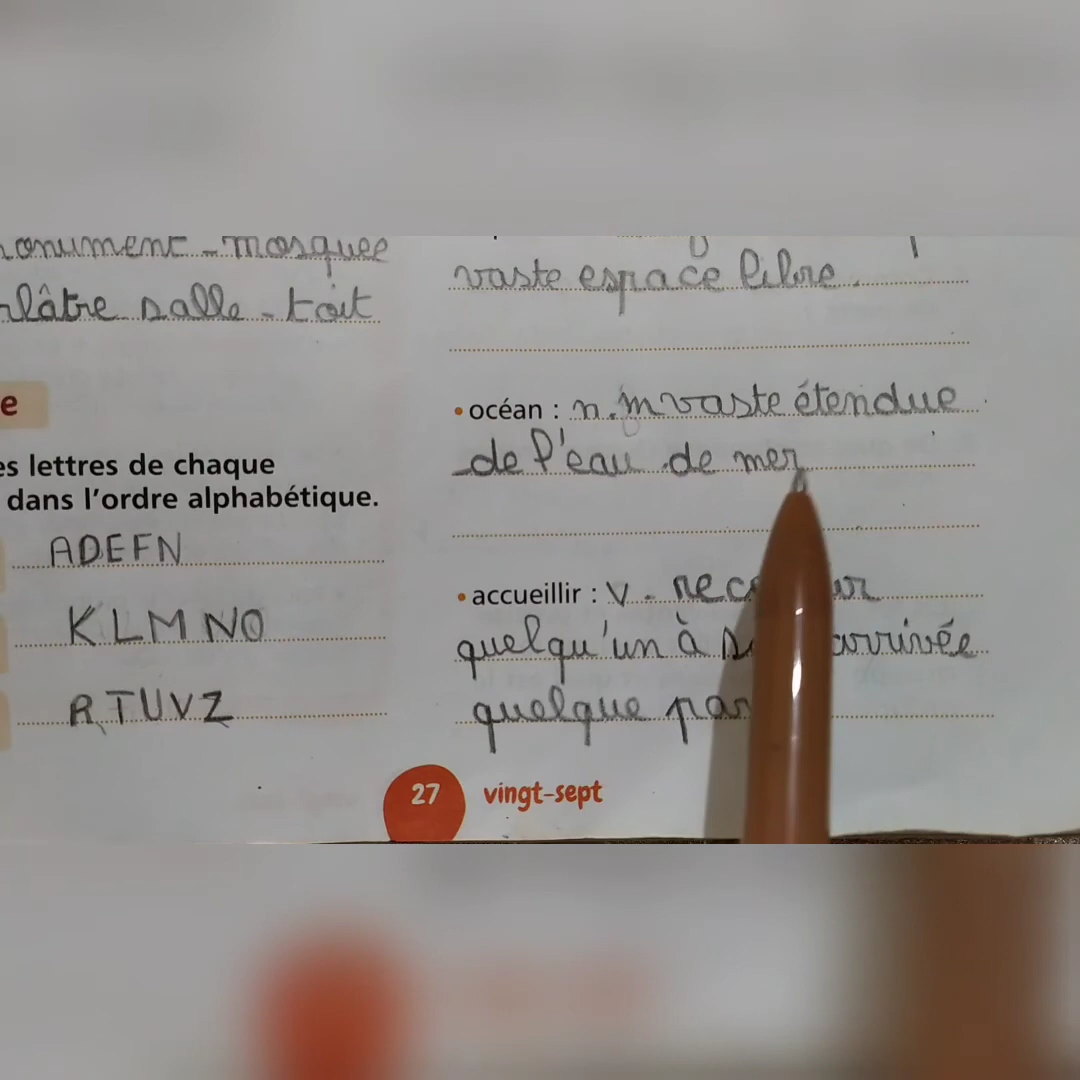 monument - mosquée
plâtre salle - toit
e
es lettres de chaque
dans l'ordre alphabétique.
ADEFN
KLMNO
RTUVZ
vaste espace libre.
• océan : n.m vaste étendue
de l'eau de mer
• accueillir : v.
quelqu'un à arrivée
quelque
27 vingt-sept